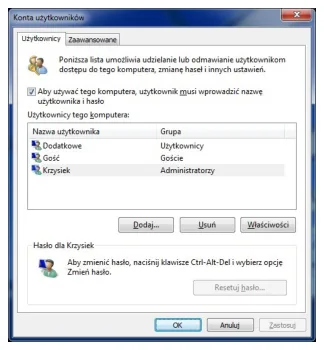 Konta użytkowników
Użytkownicy Zaawansowane
Poniższa lista umożliwia udzielanie lub odmawianie użytkownikom
dostępu do tego komputera, zmianę haseł i innych ustawień.
Aby używać tego komputera, użytkownik musi wprowadzić nazwę
użytkownika i hasło
Użytkownicy tego komputera:
Nazwa użytkownika Grupa
Dodatkowe Użytkownicy
Gość Goście
Krzysiek Administratorzy
Dodaj... Usuń Właściwości
Hasło dla Krzysiek
Aby zmienić hasło, naciśnij klawisze Ctrl-Alt-Del i wybierz opcję
Zmień hasło.
Resetuj hasło...
OK Anuluj Zastosuj